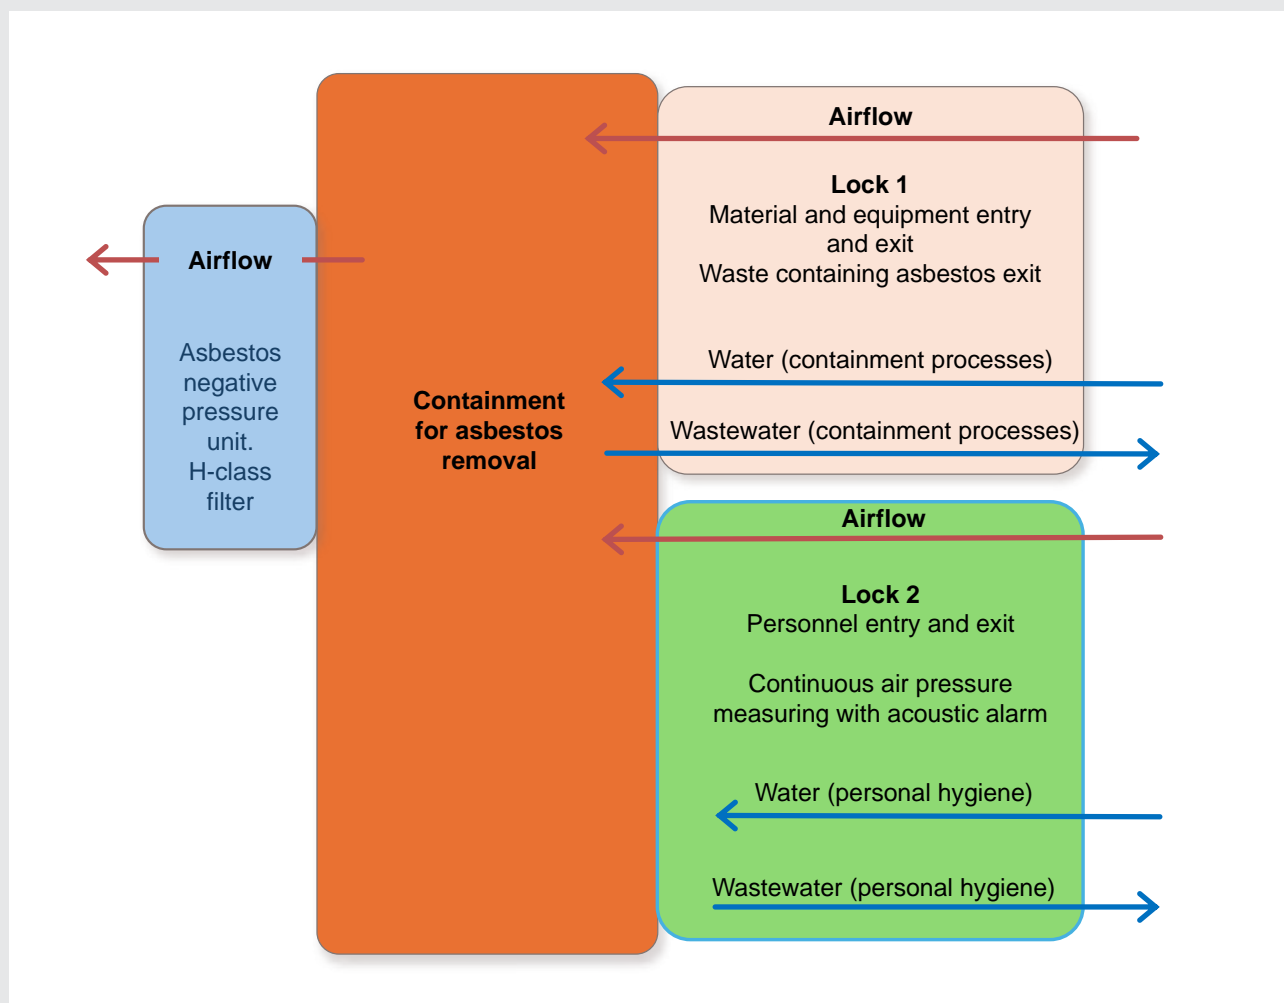 Airflow
Asbestos
negative
pressure
unit.
H-class
filter
Containment
for asbestos
removal
Airflow
Lock 1
Material and equipment entry
and exit
Waste containing asbestos exit
Water (containment processes)
Wastewater (containment processes)
Airflow
Lock 2
Personnel entry and exit
Continuous air pressure
measuring with acoustic alarm
Water (personal hygiene)
Wastewater (personal hygiene)